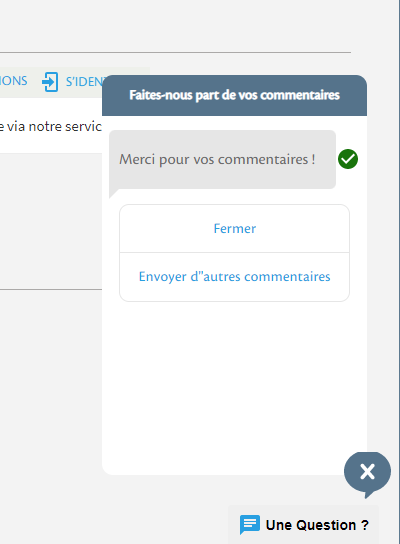 Faites-nous part de vos commentaires
IONS S'IDEN
e via notre servic
Merci pour vos commentaires !
Fermer
Envoyer d"autres commentaires
Une Question ?